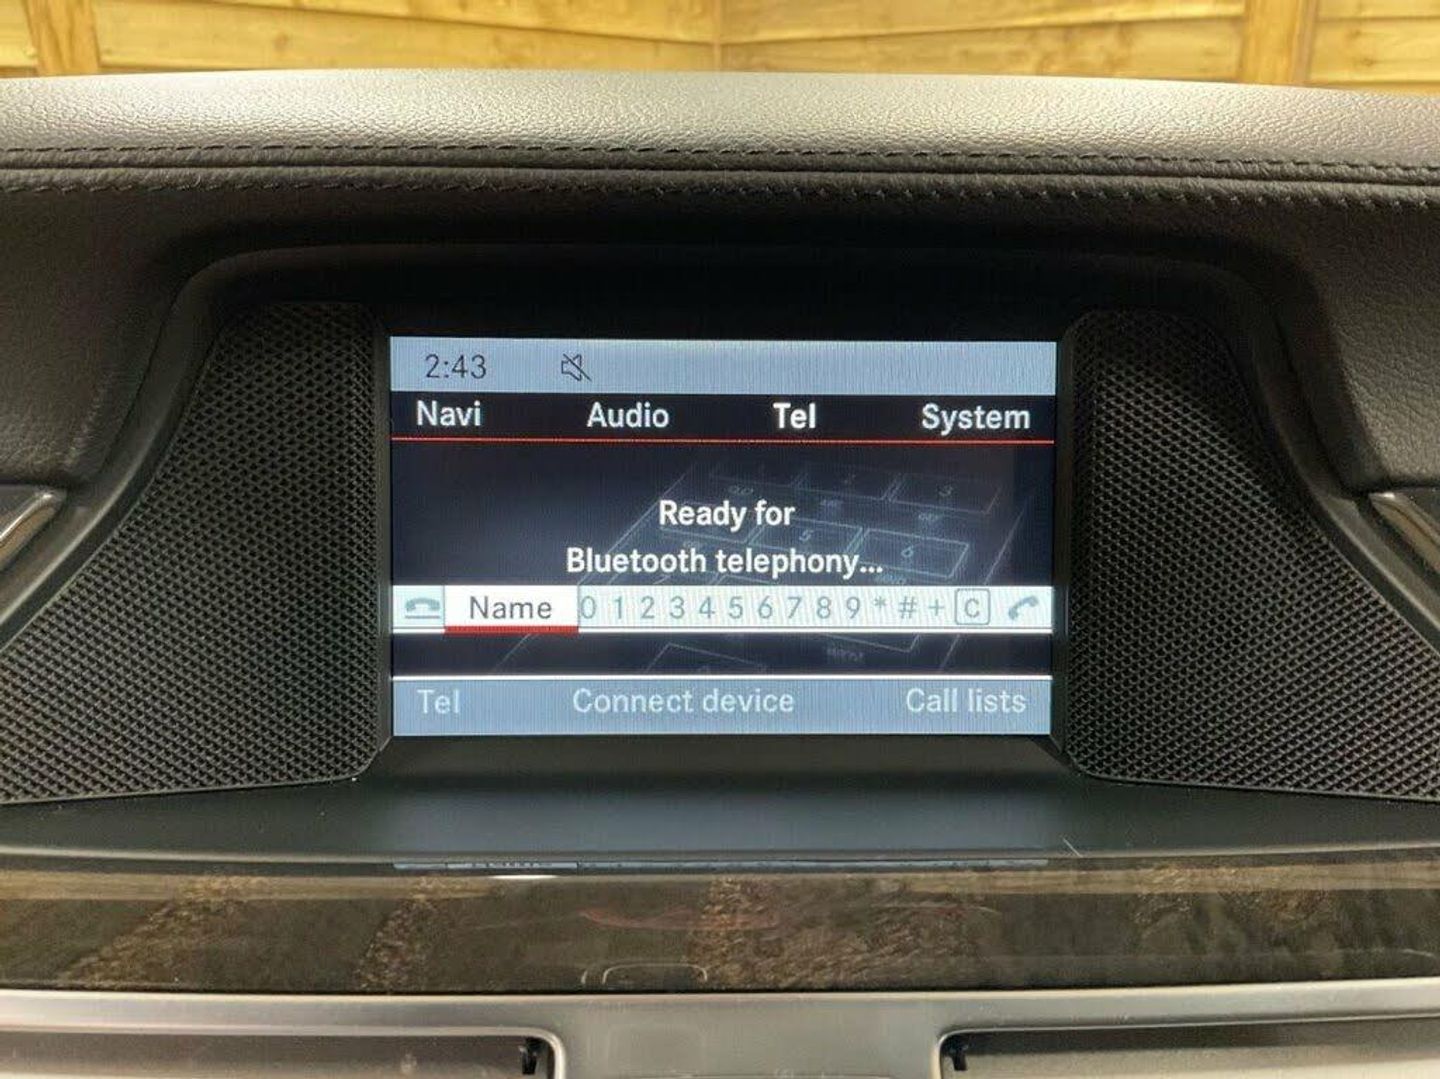 2:43
Navi Audio Tel System
Ready for
Bluetooth telephony...
Name 0 1 2 3 4 5 6 7 8 9 * # + C
Tel Connect device Call lists